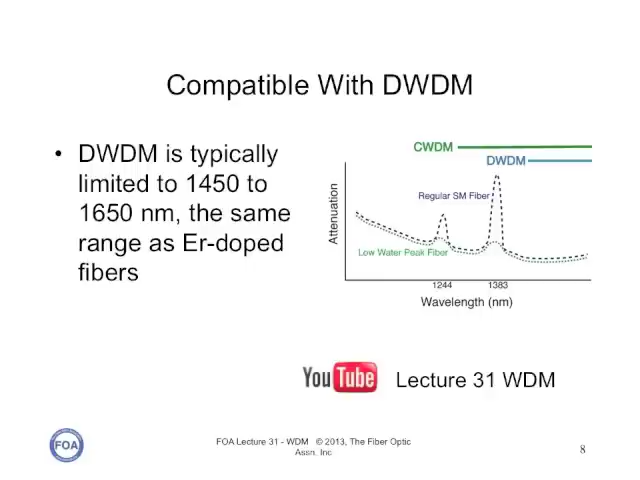 Compatible With DWDM
• DWDM is typically
limited to 1450 to
1650 nm, the same
range as Er-doped
fibers
CWDM
DWDM
Regular SM Fiber
Attenuation
Low Water Peak Fiber
1244 1383
Wavelength (nm)
YouTube Lecture 31 WDM
FOA
FOA Lecture 31 - WDM © 2013, The Fiber Optic
Assn. Inc
8